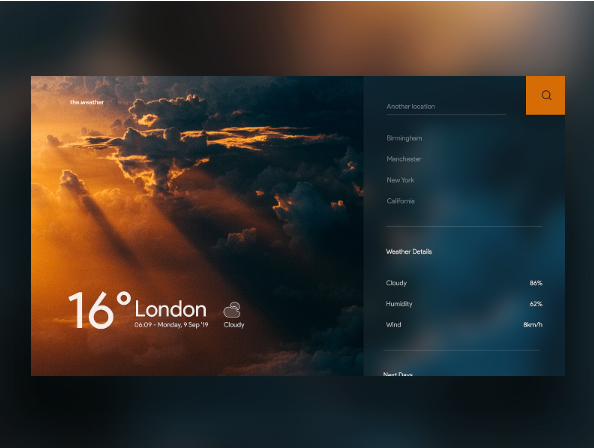 the.weather
16°
London
06:09 - Monday, 9 Sep '19
Cloudy
Another location
Birmingham
Manchester
New York
California
Weather Details
Cloudy 86%
Humidity 62%
Wind 8km/h
Next Days